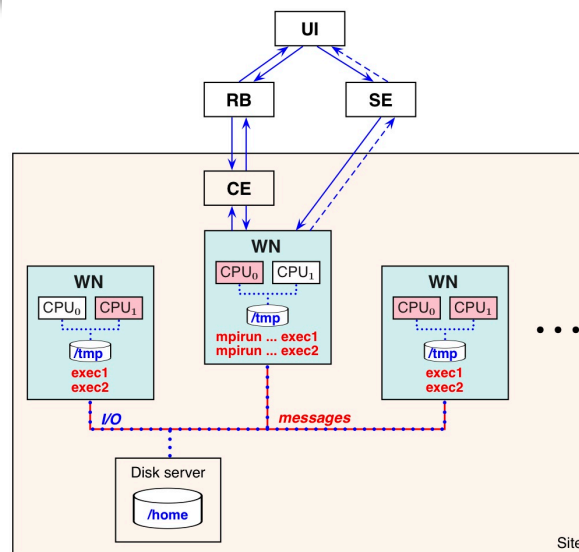 UI
RB
SE
CE
WN
CPU₀
CPU₁
/tmp
mpirun ... exec1
mpirun ... exec2
WN
CPU₀
CPU₁
/tmp
exec1
exec2
WN
CPU₀
CPU₁
/tmp
exec1
exec2
I/O
messages
Disk server
/home
Site